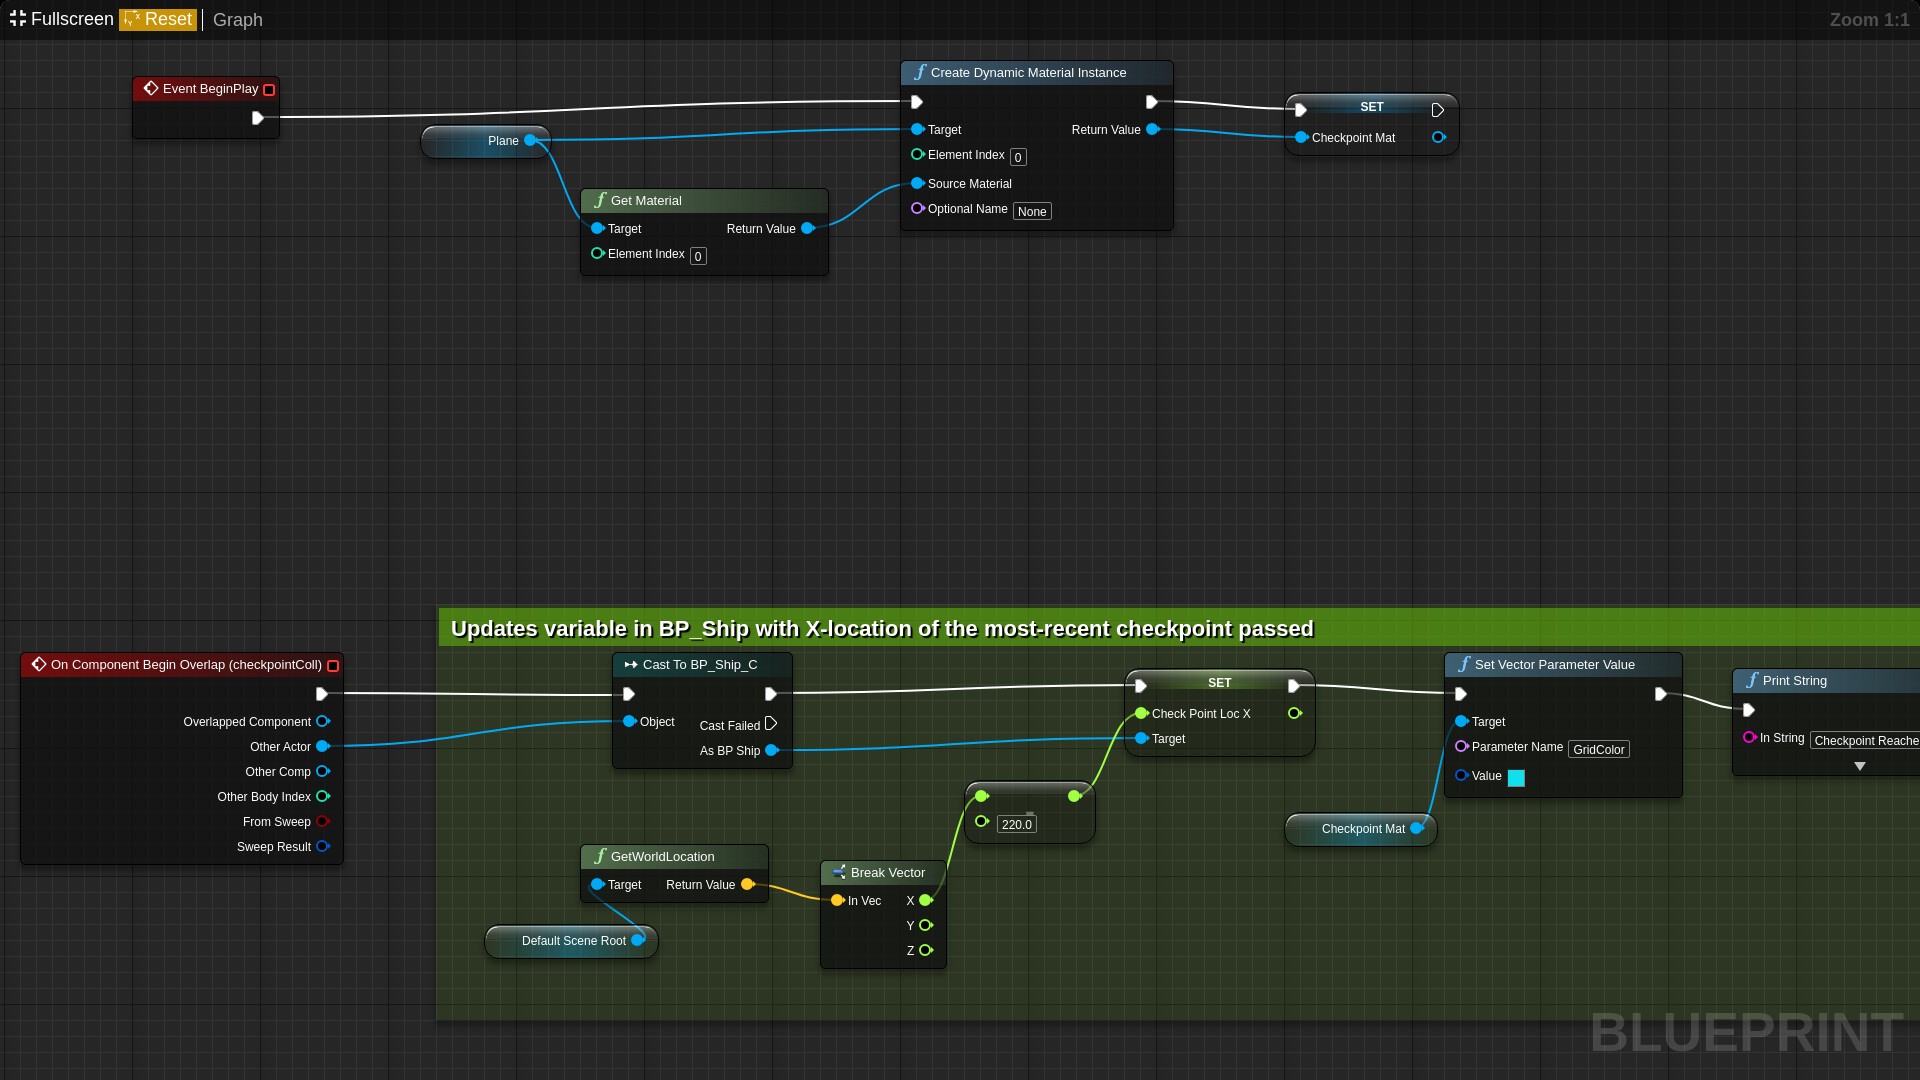 Fullscreen Reset Graph
Zoom 1:1
Event BeginPlay
Plane
Get Material
Target
Return Value
Element Index 0
Create Dynamic Material Instance
Target
Return Value
Element Index 0
Source Material
Optional Name None
SET
Checkpoint Mat
Updates variable in BP_Ship with X-location of the most-recent checkpoint passed
On Component Begin Overlap (checkpointColl)
Overlapped Component
Other Actor
Other Comp
Other Body Index
From Sweep
Sweep Result
Cast To BP_Ship_C
Object
Cast Failed
As BP Ship
GetWorldLocation
Target
Return Value
Default Scene Root
Break Vector
In Vec
X
Y
Z
220.0
SET
Check Point Loc X
Target
Checkpoint Mat
Set Vector Parameter Value
Target
Parameter Name GridColor
Value
Print String
In String Checkpoint Reache
BLUEPRINT